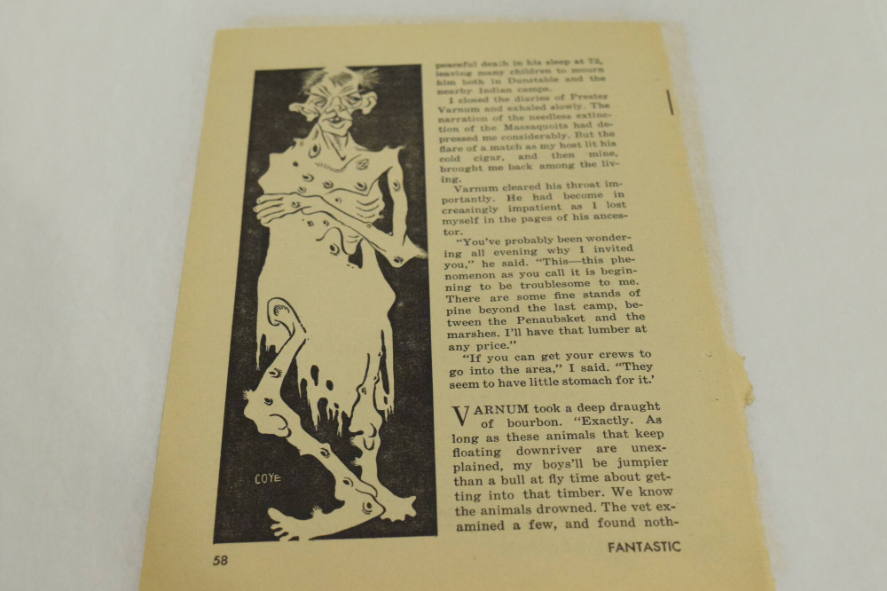 peaceful death in his sleep at 72,
leaving many children to mourn
him both in Dunstable and the
nearby Indian camps.
I closed the diaries of Prester
Varnum and exhaled slowly. The
narration of the needless extinc-
tion of the Massaquoits had de-
pressed me considerably. But the
flare of a match as my host lit his
cold cigar, and then mine,
brought me back among the liv-
ing.
Varnum cleared his throat im-
portantly. He had become in
creasingly impatient as I lost
myself in the pages of his ances-
tor.
"You've probably been wonder-
ing all evening why I invited
you," he said. "This—this phe-
nomenon as you call it is begin-
ning to be troublesome to me.
There are some fine stands of
pine beyond the last camp, be-
tween the Penaubsket and the
marshes. I'll have that lumber at
any price."
"If you can get your crews to
go into the area," I said. "They
seem to have little stomach for it.'
VARNUM took a deep draught
of bourbon. "Exactly. As
long as these animals that keep
floating downriver are unex-
plained, my boys'll be jumpier
than a bull at fly time about get-
ting into that timber. We know
the animals drowned. The vet ex-
amined a few, and found noth-
COYE
58
FANTASTIC